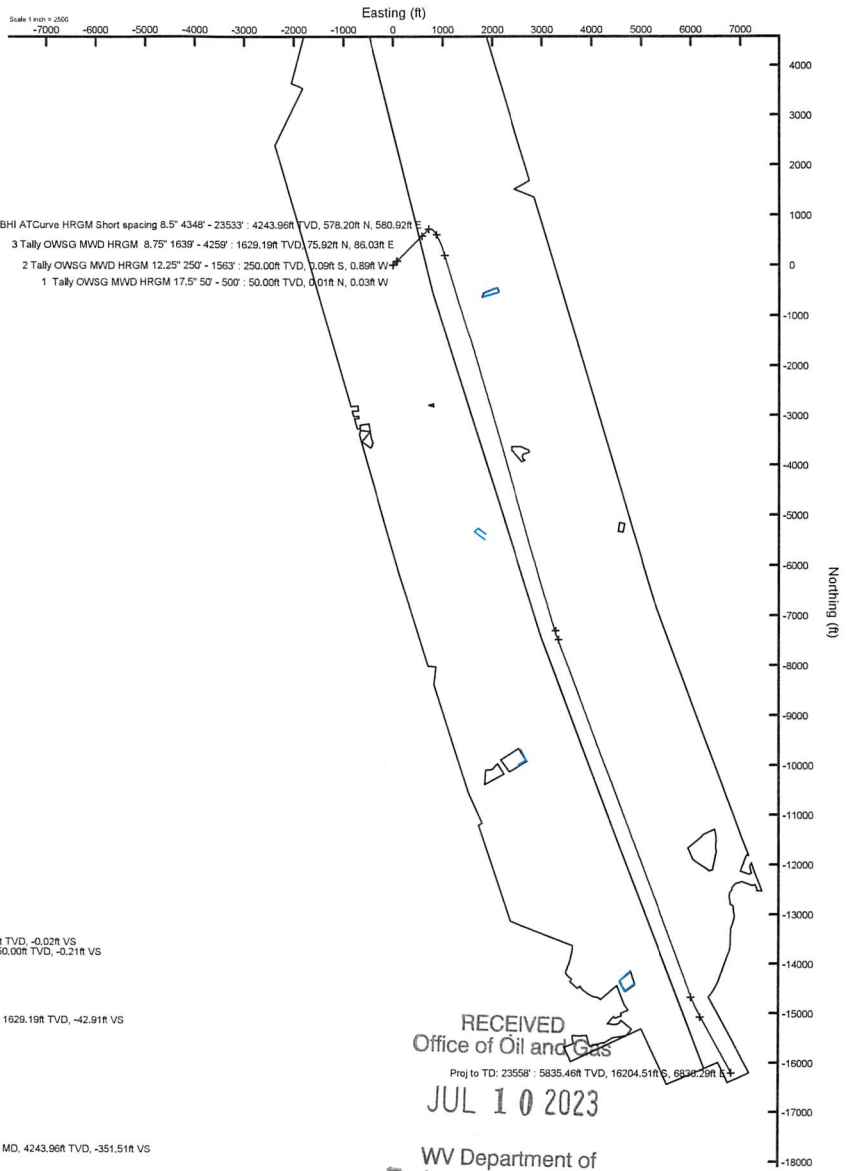 Scale 1 inch = 2500
Easting (ft)
-7000 -6000 -5000 -4000 -3000 -2000 -1000 0 1000 2000 3000 4000 5000 6000 7000
4000
3000
2000
1000
BHI ATCurve HRGM Short spacing 8.5" 4348' - 23533' : 4243.96ft TVD, 578.20ft N, 580.92ft E
3 Tally OWSG MWD HRGM 8.75" 1639' - 4259' : 1629.19ft TVD, 75.92ft N, 86.03ft E
0
2 Tally OWSG MWD HRGM 12.25" 250' - 1563' : 250.00ft TVD, 0.09ft S, 0.89ft W
1 Tally OWSG MWD HRGM 17.5" 50' - 500' : 50.00ft TVD, 0.01ft N, 0.03ft W
-1000
-2000
-3000
-4000
-5000
-6000
Northing (ft)
-7000
-8000
-9000
-10000
-11000
-12000
-13000
t TVD, -0.02ft VS
0.00ft TVD, -0.21ft VS
-14000
-15000
1629.19ft TVD, -42.91ft VS
RECEIVED
Office of Oil and Gas
-16000
Proj to TD: 23558' : 5835.46ft TVD, 16204.51ft S, E
JUL 10 2023
-17000
MD, 4243.96ft TVD, -351.51ft VS
WV Department of
-18000